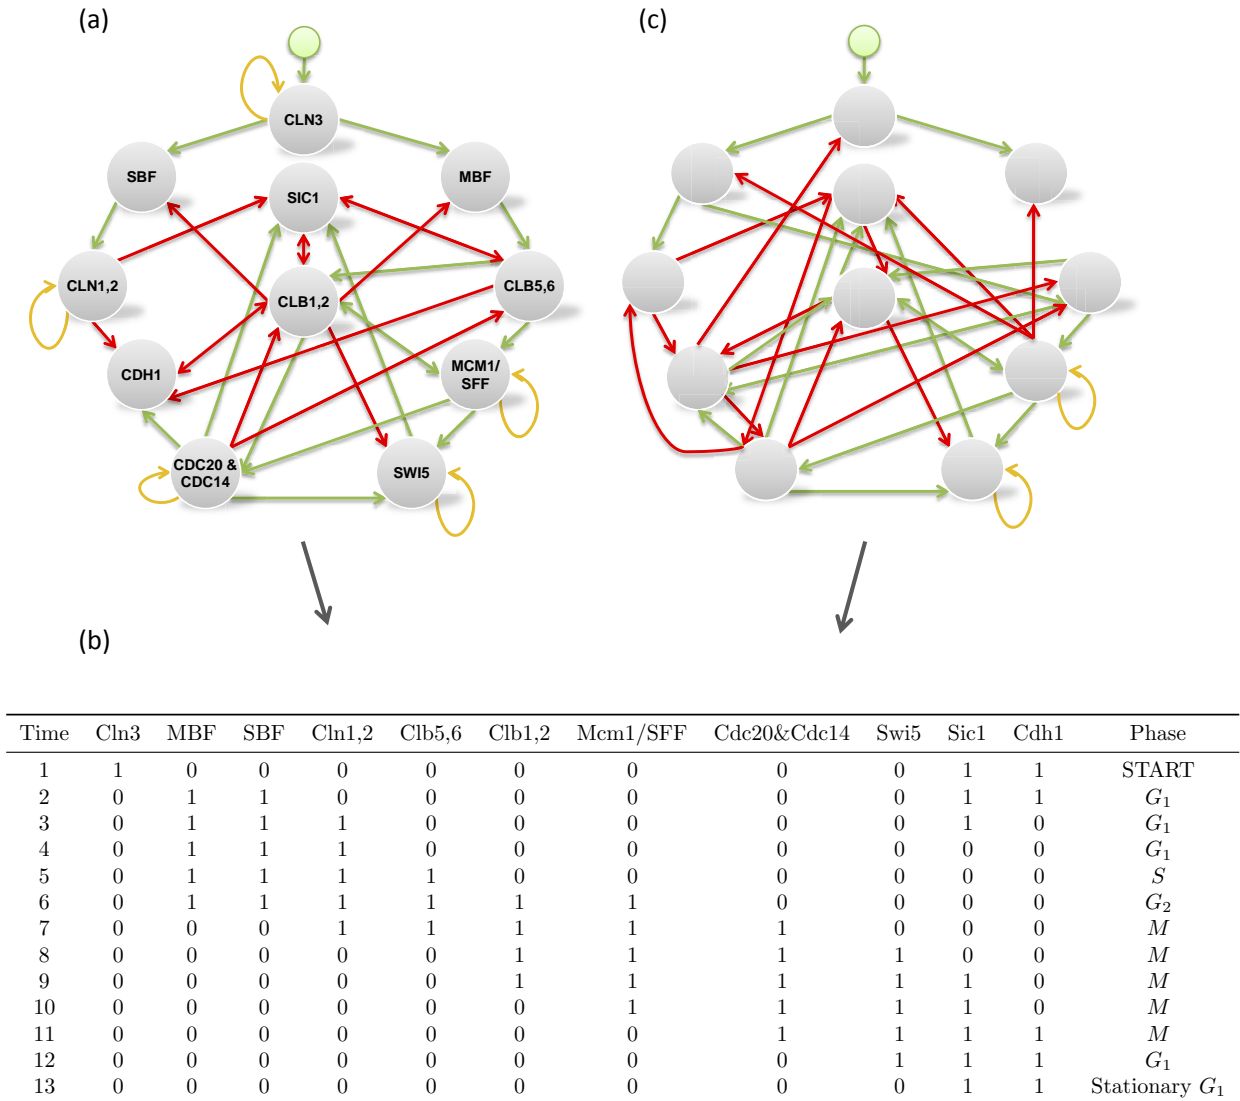 (a)
(c)
CLN3
SBF
MBF
SIC1
CLN1,2
CLB1,2
CLB5,6
CDH1
MCM1/
SFF
CDC20 &
CDC14
SWI5
(b)
Time Cln3 MBF SBF Cln1,2 Clb5,6 Clb1,2 Mcm1/SFF Cdc20&Cdc14 Swi5 Sic1 Cdh1 Phase
1 1 0 0 0 0 0 0 0 0 1 1 START
2 0 1 1 0 0 0 0 0 0 1 1 G₁
3 0 1 1 1 0 0 0 0 0 1 0 G₁
4 0 1 1 1 0 0 0 0 0 0 0 G₁
5 0 1 1 1 1 0 0 0 0 0 0 S
6 0 1 1 1 1 1 1 0 0 0 0 G₂
7 0 0 0 1 1 1 1 1 0 0 0 M
8 0 0 0 0 0 1 1 1 1 0 0 M
9 0 0 0 0 0 1 1 1 1 1 0 M
10 0 0 0 0 0 0 1 1 1 1 0 M
11 0 0 0 0 0 0 0 1 1 1 1 M
12 0 0 0 0 0 0 0 0 1 1 1 G₁
13 0 0 0 0 0 0 0 0 0 1 1 Stationary G₁